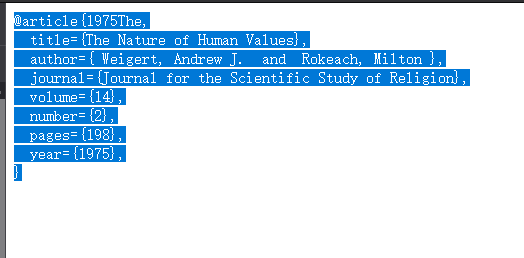 @article{1975The,
title={The Nature of Human Values},
author={ Weigert, Andrew J.  and  Rokeach, Milton },
journal={Journal for the Scientific Study of Religion},
volume={14},
number={2},
pages={198},
year={1975},
}